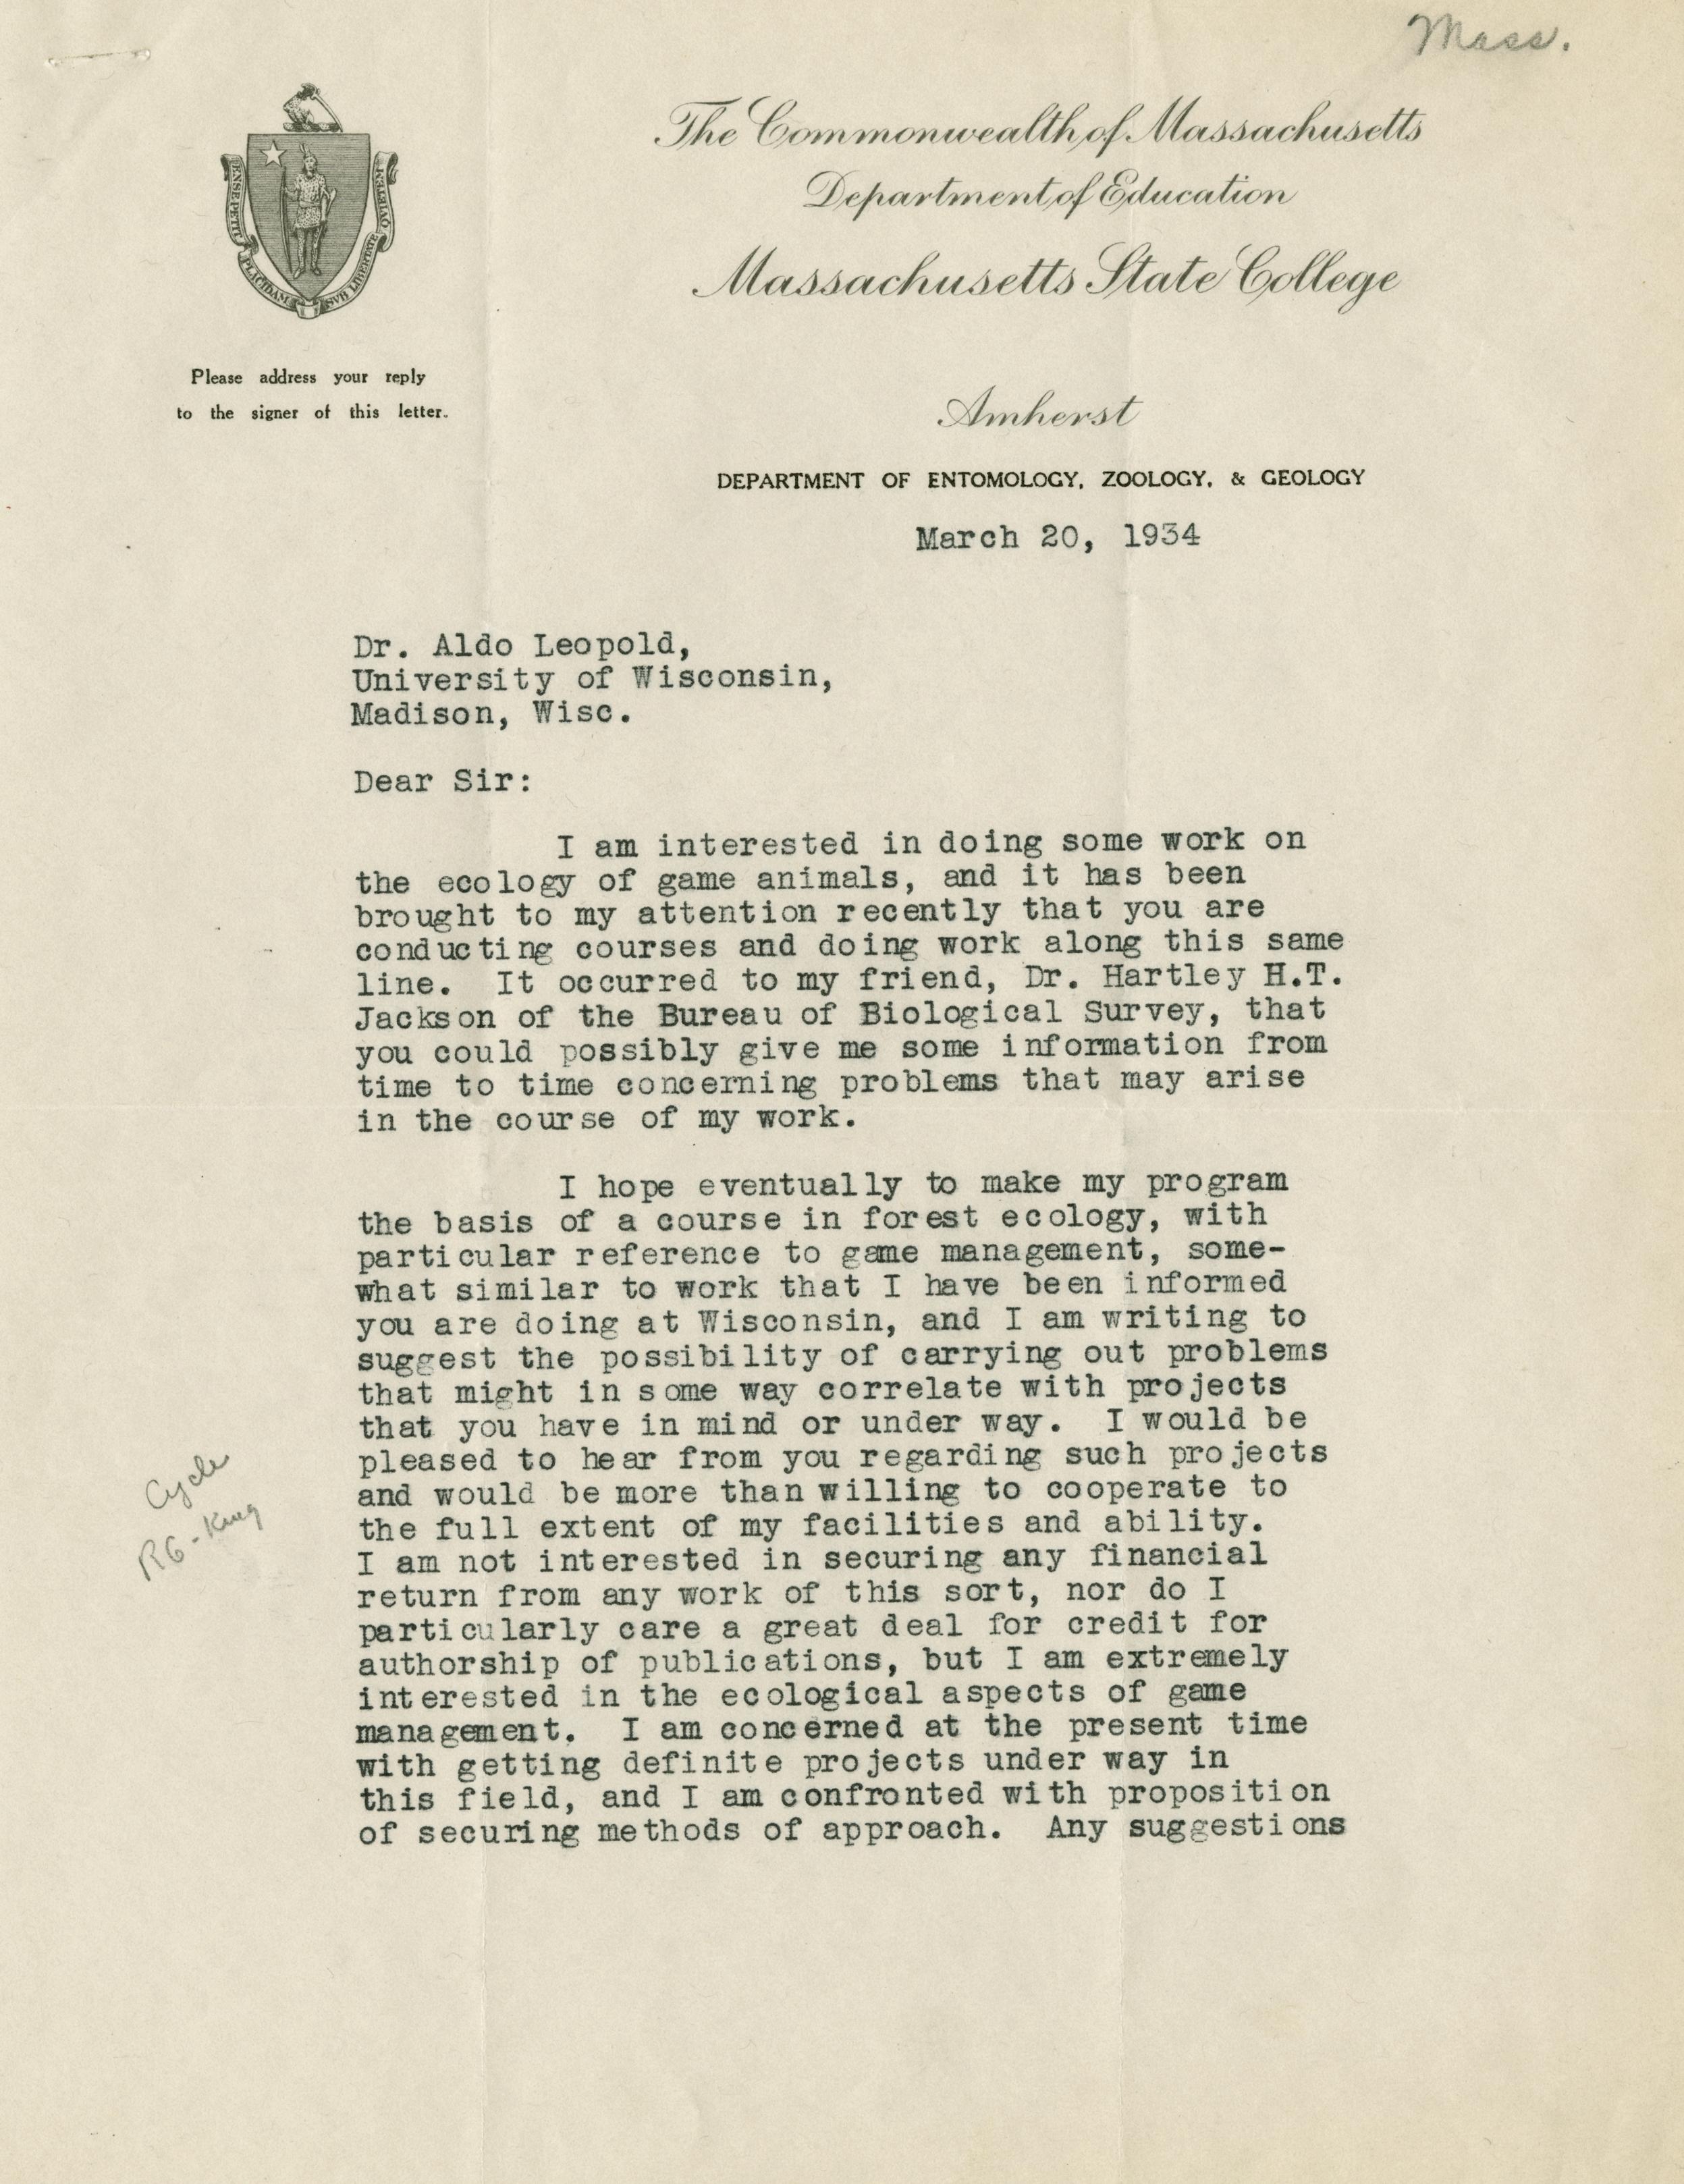 Mass.
The Commonwealth of Massachusetts
Department of Education
Massachusetts State College
ENSE PETIT PLACIDAM SVB LIBERTATE QVIETEM
Please address your reply
to the signer of this letter.
Amherst
DEPARTMENT OF ENTOMOLOGY, ZOOLOGY, & GEOLOGY
March 20, 1934
Dr. Aldo Leopold,
University of Wisconsin,
Madison, Wisc.
Dear Sir:
I am interested in doing some work on
the ecology of game animals, and it has been
brought to my attention recently that you are
conducting courses and doing work along this same
line. It occurred to my friend, Dr. Hartley H.T.
Jackson of the Bureau of Biological Survey, that
you could possibly give me some information from
time to time concerning problems that may arise
in the course of my work.
I hope eventually to make my program
the basis of a course in forest ecology, with
particular reference to game management, some-
what similar to work that I have been informed
you are doing at Wisconsin, and I am writing to
suggest the possibility of carrying out problems
that might in some way correlate with projects
that you have in mind or under way. I would be
pleased to hear from you regarding such projects
and would be more than willing to cooperate to
the full extent of my facilities and ability.
I am not interested in securing any financial
return from any work of this sort, nor do I
particularly care a great deal for credit for
authorship of publications, but I am extremely
interested in the ecological aspects of game
management. I am concerned at the present time
with getting definite projects under way in
this field, and I am confronted with proposition
of securing methods of approach. Any suggestions
Cycle
RG-King